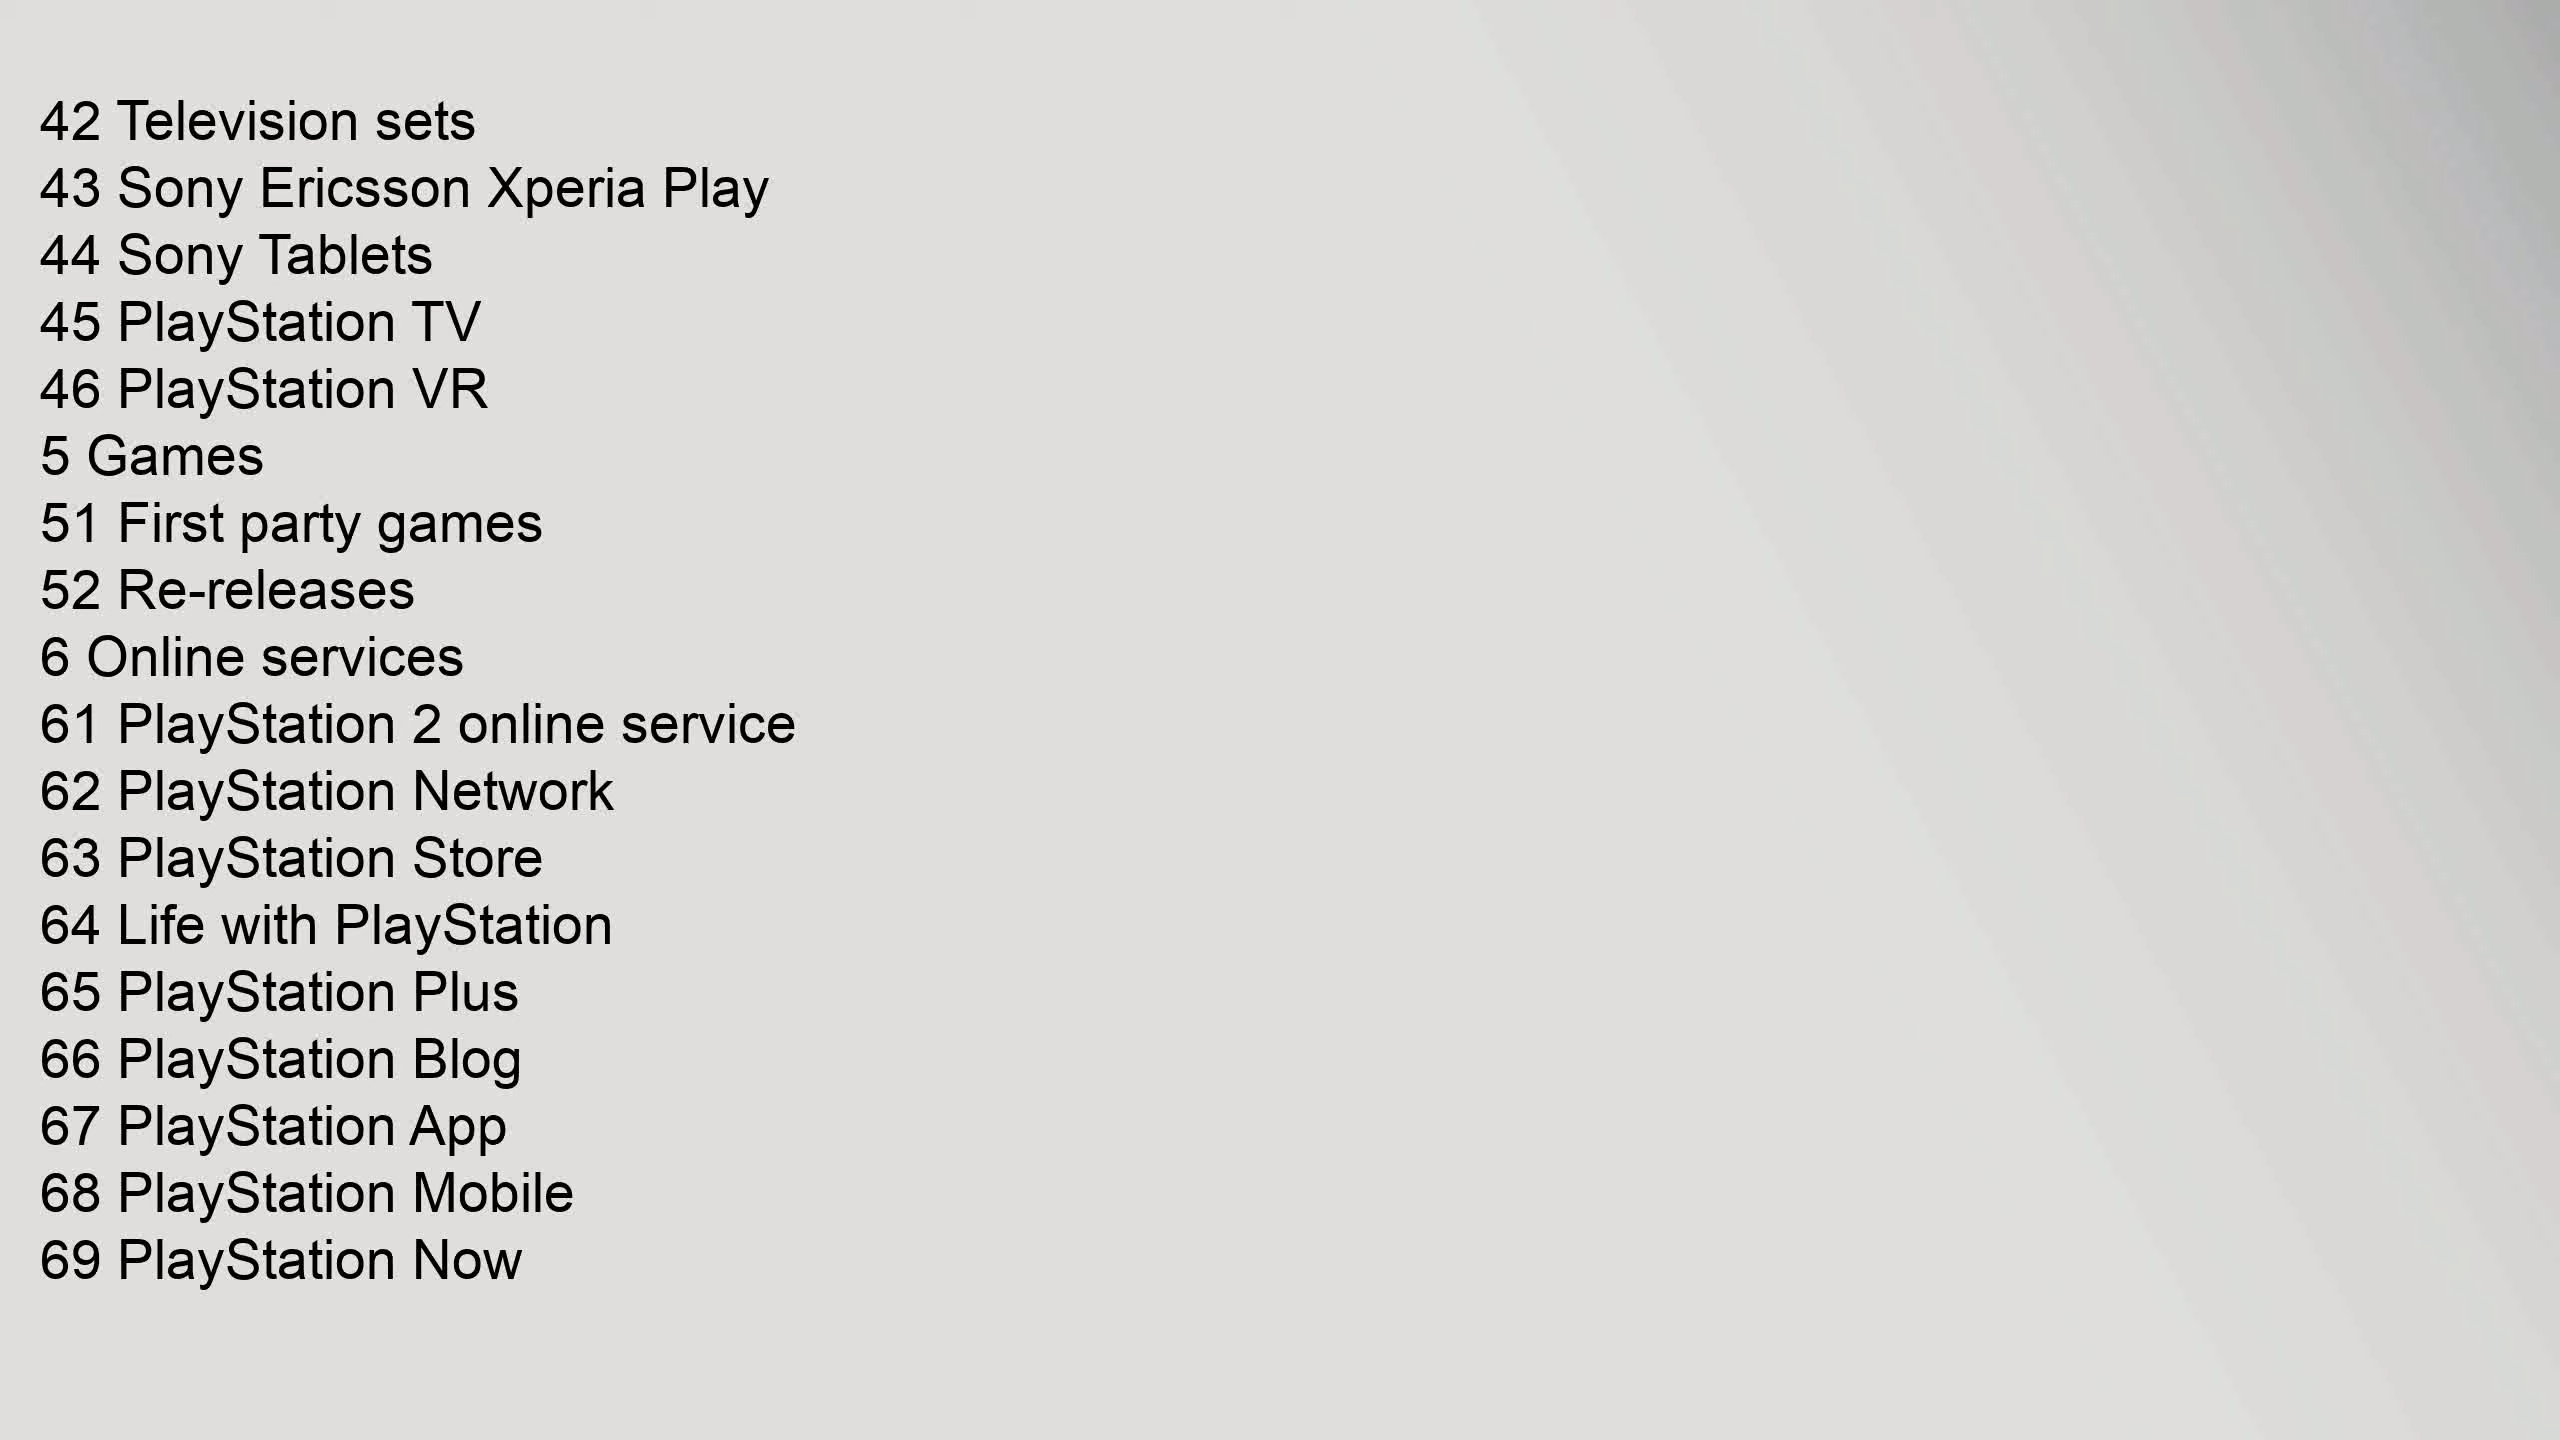 42 Television sets
43 Sony Ericsson Xperia Play
44 Sony Tablets
45 PlayStation TV
46 PlayStation VR
5 Games
51 First party games
52 Re-releases
6 Online services
61 PlayStation 2 online service
62 PlayStation Network
63 PlayStation Store
64 Life with PlayStation
65 PlayStation Plus
66 PlayStation Blog
67 PlayStation App
68 PlayStation Mobile
69 PlayStation Now